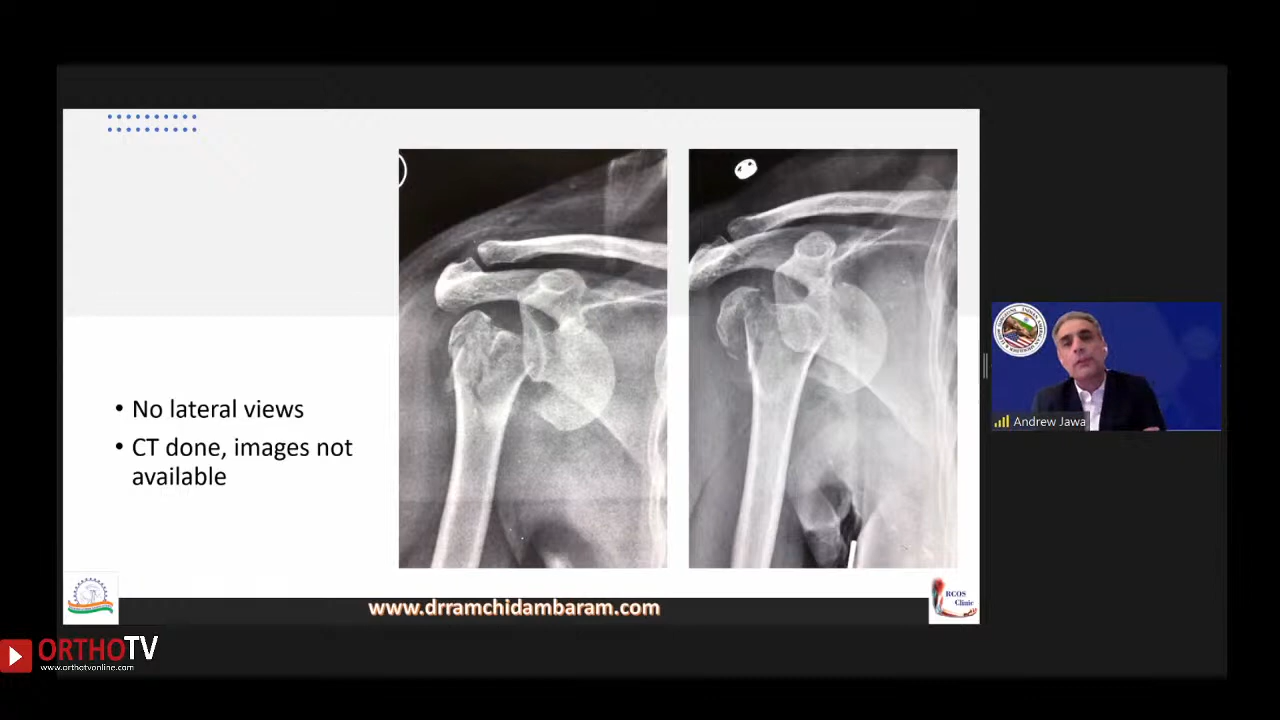 • No lateral views
• CT done, images not
available
Andrew Jawa
www.drramchidambaram.com
RCOS
Clinic
ORTHOTV
www.orthotvonline.com